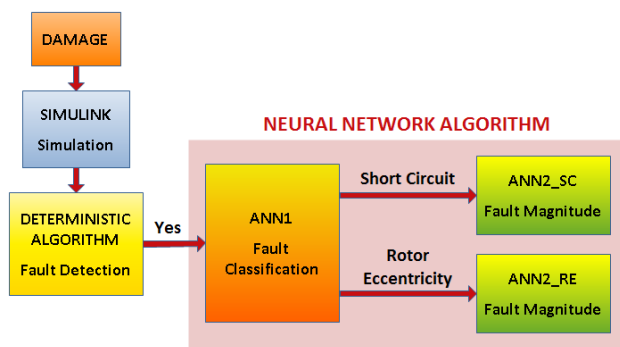 DAMAGE
SIMULINK
Simulation
DETERMINISTIC
ALGORITHM
Fault Detection
Yes
NEURAL NETWORK ALGORITHM
ANN1
Fault
Classification
Short Circuit
ANN2_SC
Fault Magnitude
Rotor
Eccentricity
ANN2_RE
Fault Magnitude